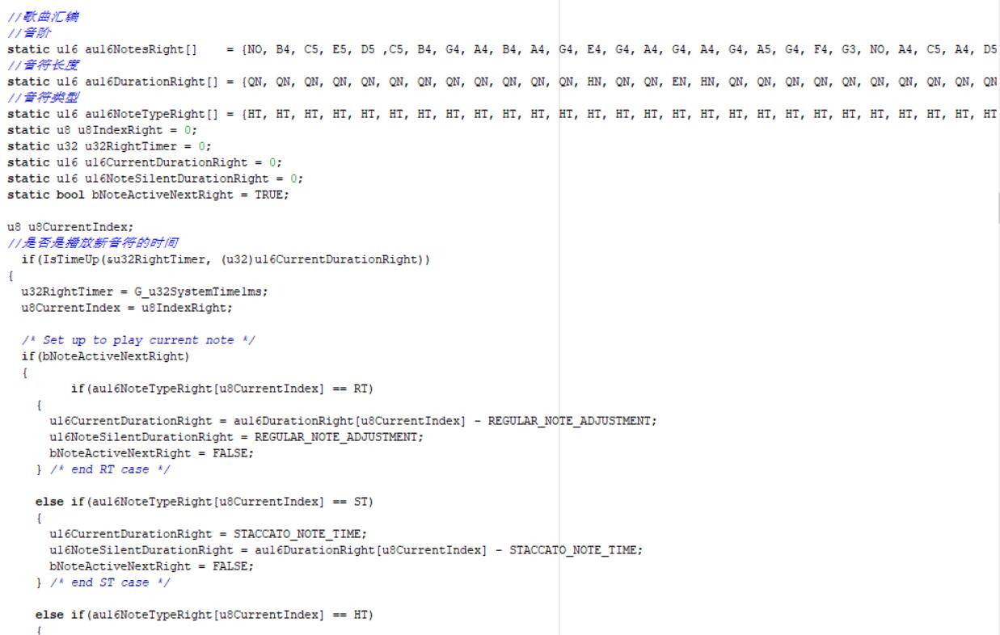 //歌曲汇编
//音阶
static u16 au16NotesRight[]    = {NO, B4, C5, E5, D5 ,C5, B4, G4, A4, B4, A4, G4, E4, G4, A4, G4, A4, G4, A5, G4, F4, G3, NO, A4, C5, A4, D5
//音符长度
static u16 au16DurationRight[] = {QN, QN, QN, QN, QN, QN, QN, QN, QN, QN, QN, QN, HN, QN, QN, EN, HN, QN, QN, QN, QN, QN, QN, QN, QN, QN, QN
//音符类型
static u16 au16NoteTypeRight[] = {HT, HT, HT, HT, HT, HT, HT, HT, HT, HT, HT, HT, HT, HT, HT, HT, HT, HT, HT, HT, HT, HT, HT, HT, HT, HT, HT
static u8 u8IndexRight = 0;
static u32 u32RightTimer = 0;
static u16 u16CurrentDurationRight = 0;
static u16 u16NoteSilentDurationRight = 0;
static bool bNoteActiveNextRight = TRUE;
u8 u8CurrentIndex;
//是否是播放新音符的时间
if(IsTimeUp(&u32RightTimer, (u32)u16CurrentDurationRight))
{
u32RightTimer = G_u32SystemTime1ms;
u8CurrentIndex = u8IndexRight;
/* Set up to play current note */
if(bNoteActiveNextRight)
{
if(au16NoteTypeRight[u8CurrentIndex] == RT)
{
u16CurrentDurationRight = au16DurationRight[u8CurrentIndex] - REGULAR_NOTE_ADJUSTMENT;
u16NoteSilentDurationRight = REGULAR_NOTE_ADJUSTMENT;
bNoteActiveNextRight = FALSE;
} /* end RT case */
else if(au16NoteTypeRight[u8CurrentIndex] == ST)
{
u16CurrentDurationRight = STACCATO_NOTE_TIME;
u16NoteSilentDurationRight = au16DurationRight[u8CurrentIndex] - STACCATO_NOTE_TIME;
bNoteActiveNextRight = FALSE;
} /* end ST case */
else if(au16NoteTypeRight[u8CurrentIndex] == HT)
{